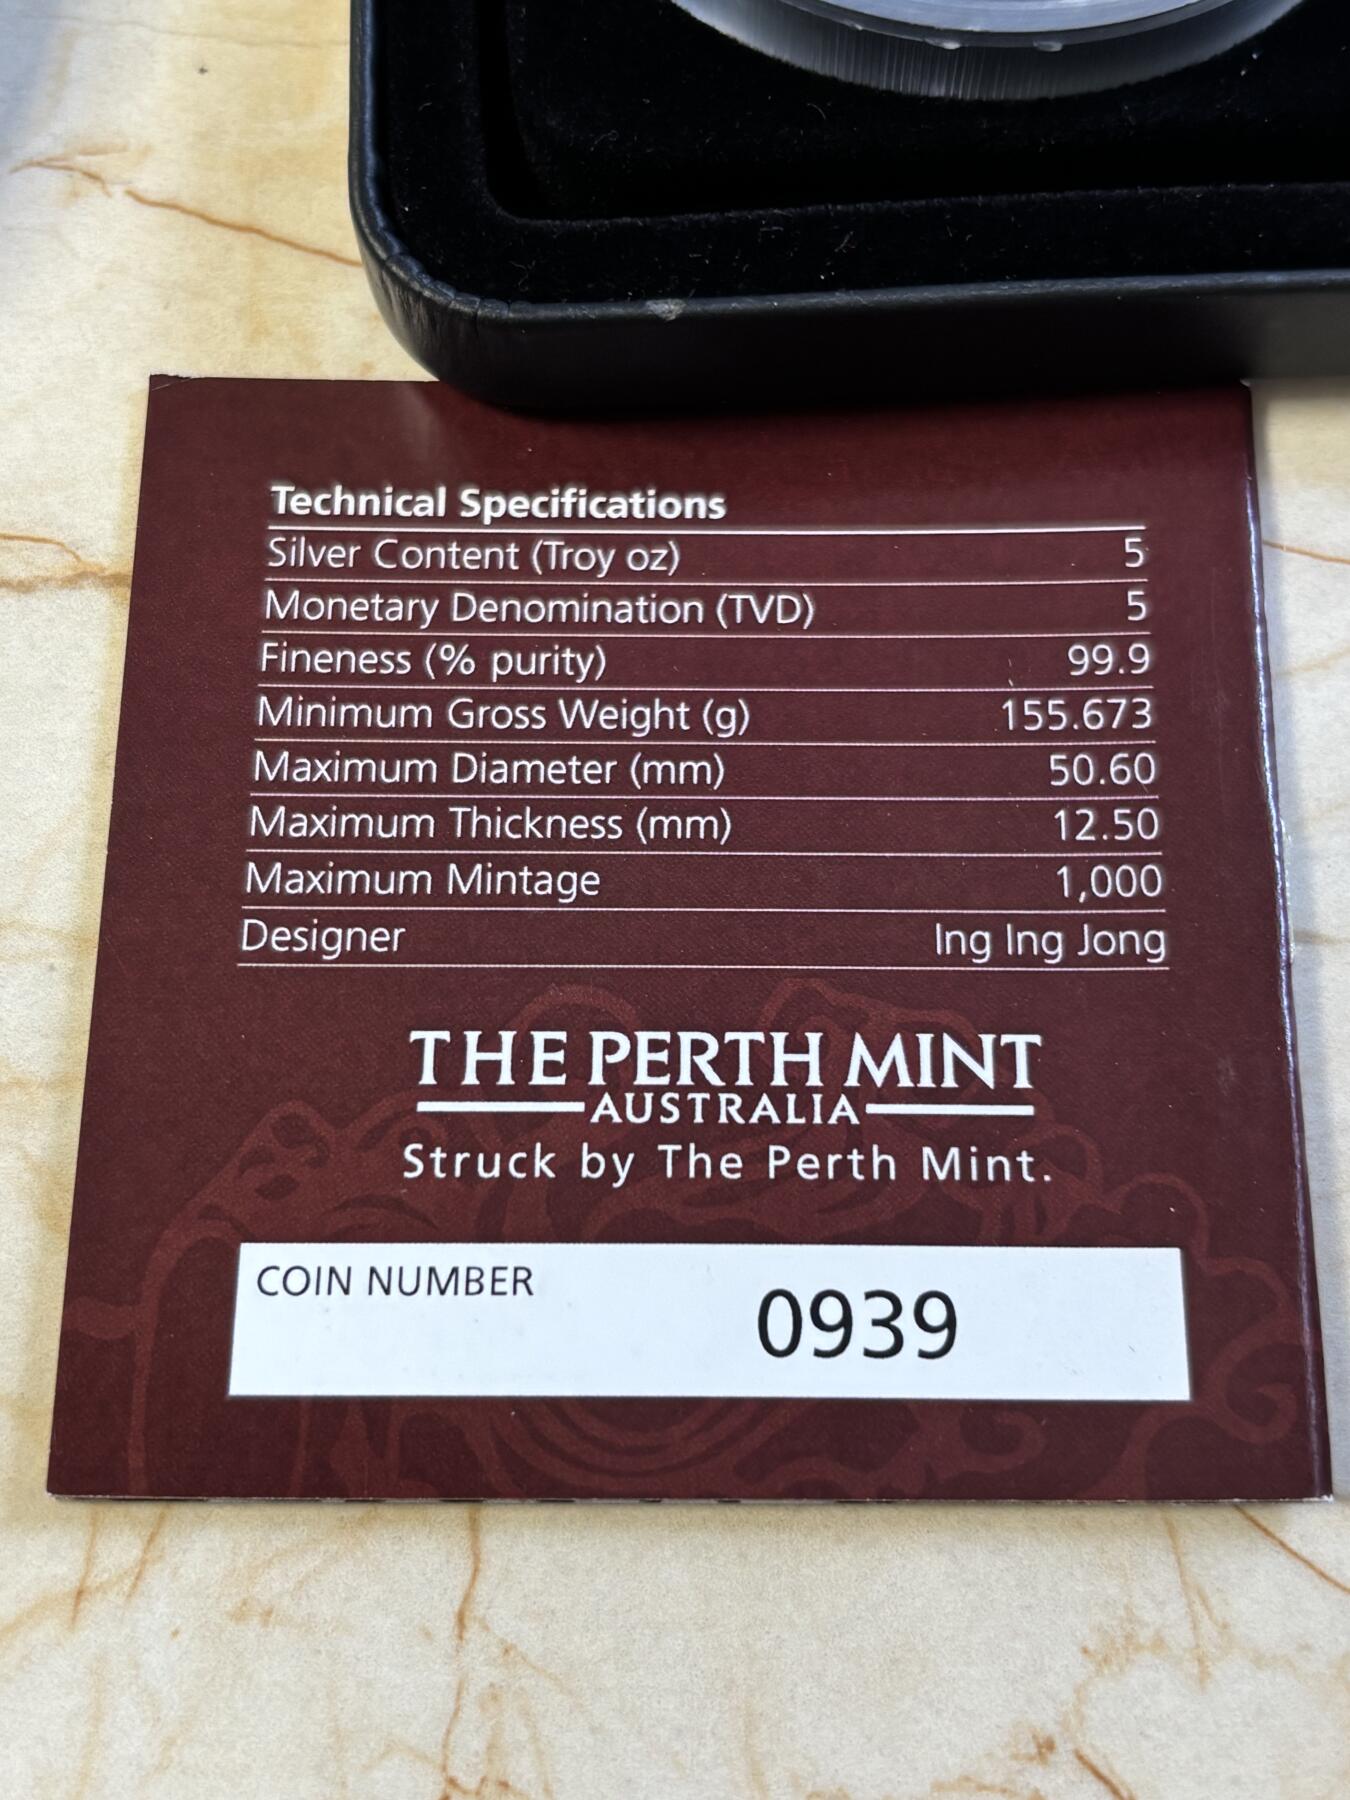 Technical Specifications
Silver Content (Troy oz) 5
Monetary Denomination (TVD) 5
Fineness (% purity) 99.9
Minimum Gross Weight (g) 155.673
Maximum Diameter (mm) 50.60
Maximum Thickness (mm) 12.50
Maximum Mintage 1,000
Designer Ing Ing Jong
THE PERTH MINT
AUSTRALIA
Struck by The Perth Mint.
COIN NUMBER 0939